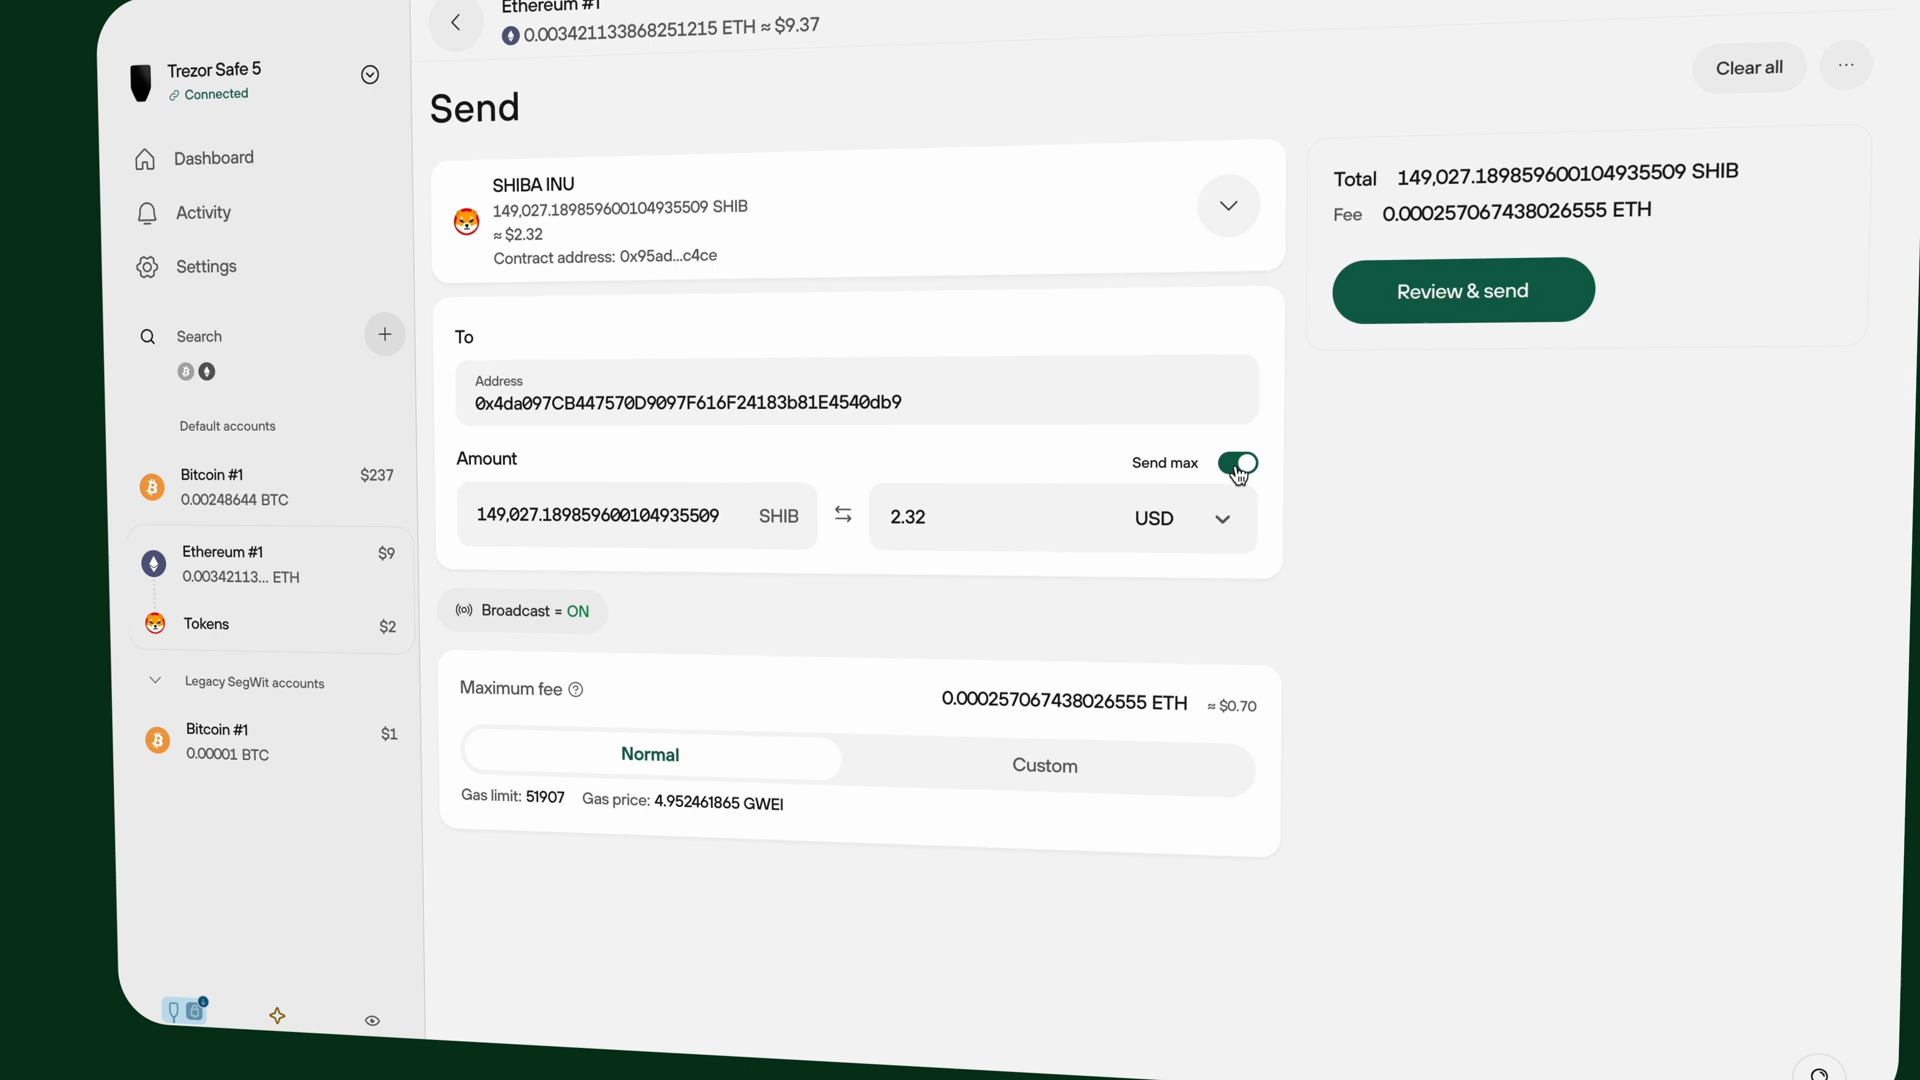 Trezor Safe 5
Connected
Dashboard
Activity
Settings
Search
Default accounts
Bitcoin #1 $237
0.00248644 BTC
Ethereum #1 $9
0.00342113... ETH
Tokens $2
Legacy SegWit accounts
Bitcoin #1 $1
0.00001 BTC
Ethereum #1
0.003421133868251215 ETH ≈ $9.37
Send
Clear all
SHIBA INU
149,027.189859600104935509 SHIB
≈ $2.32
Contract address: 0x95ad...c4ce
To
Address
0x4da097CB447570D9097F616F24183b81E4540db9
Amount
Send max
149,027.189859600104935509 SHIB
2.32 USD
Broadcast = ON
Maximum fee
0.000257067438026555 ETH ≈ $0.70
Normal
Custom
Gas limit: 51907 Gas price: 4.952461865 GWEI
Total 149,027.189859600104935509 SHIB
Fee 0.000257067438026555 ETH
Review & send